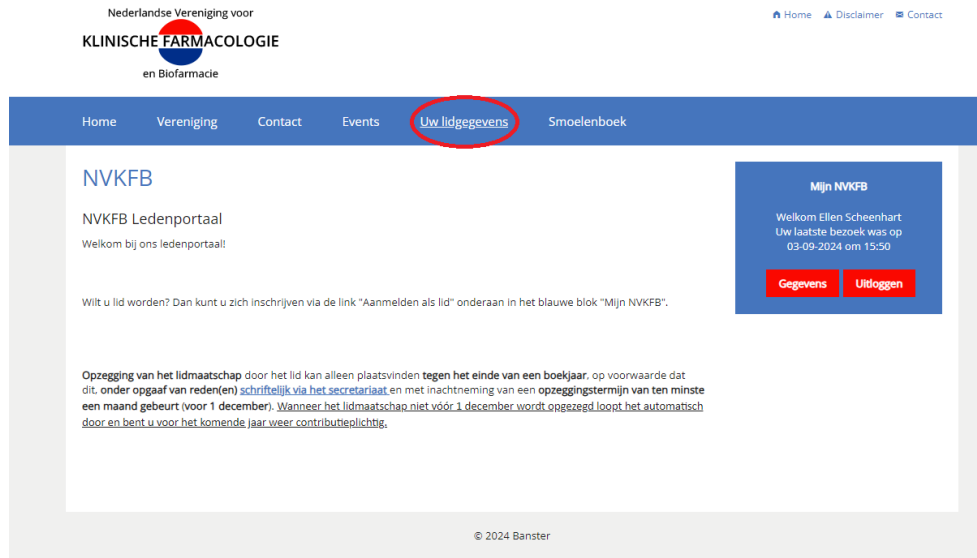 Nederlandse Vereniging voor
KLINISCHE FARMACOLOGIE
en Biofarmacie
Home Disclaimer Contact
Home Vereniging Contact Events Uw lidgegevens Smoelenboek
NVKFB
NVKFB Ledenportaal
Welkom bij ons ledenportaal!
Wilt u lid worden? Dan kunt u zich inschrijven via de link "Aanmelden als lid" onderaan in het blauwe blok "Mijn NVKFB".
Opzegging van het lidmaatschap door het lid kan alleen plaatsvinden tegen het einde van een boekjaar, op voorwaarde dat
dit, onder opgaaf van reden(en) schriftelijk via het secretariaat en met inachtneming van een opzeggingstermijn van ten minste
een maand gebeurt (voor 1 december). Wanneer het lidmaatschap niet vóór 1 december wordt opgezegd loopt het automatisch
door en bent u voor het komende jaar weer contributieplichtig.
Mijn NVKFB
Welkom Ellen Scheenhart
Uw laatste bezoek was op
03-09-2024 om 15:50
Gegevens Uitloggen
© 2024 Banster